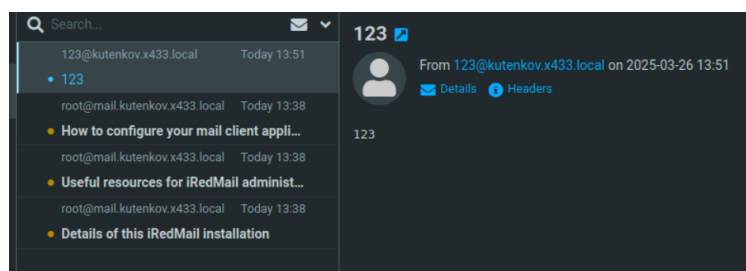 Search...
123@kutenkov.x433.local Today 13:51
123
root@mail.kutenkov.x433.local Today 13:38
How to configure your mail client appli...
root@mail.kutenkov.x433.local Today 13:38
Useful resources for iRedMail administ...
root@mail.kutenkov.x433.local Today 13:38
Details of this iRedMail installation
123
From 123@kutenkov.x433.local on 2025-03-26 13:51
Details Headers
123